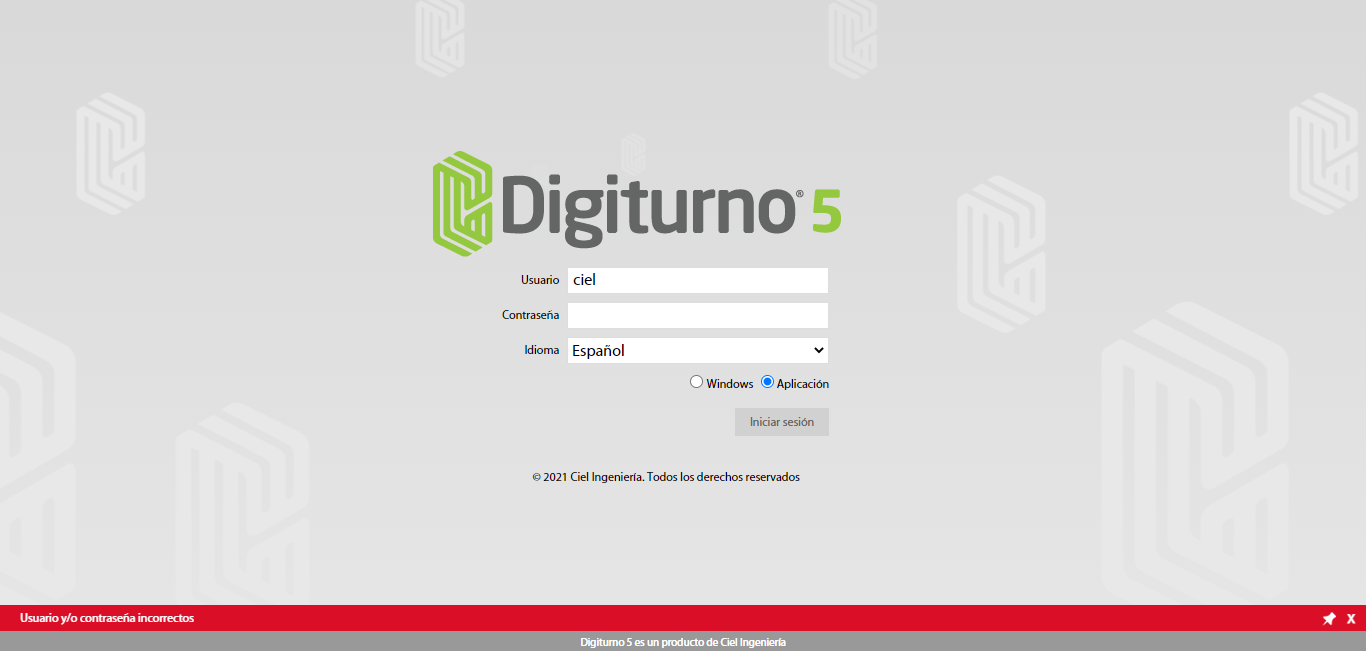 Digiturno® 5
Usuario ciel
Contraseña
Idioma Español
Windows Aplicación
Iniciar sesión
© 2021 Ciel Ingeniería. Todos los derechos reservados
Usuario y/o contraseña incorrectos X
Digiturno 5 es un producto de Ciel Ingeniería